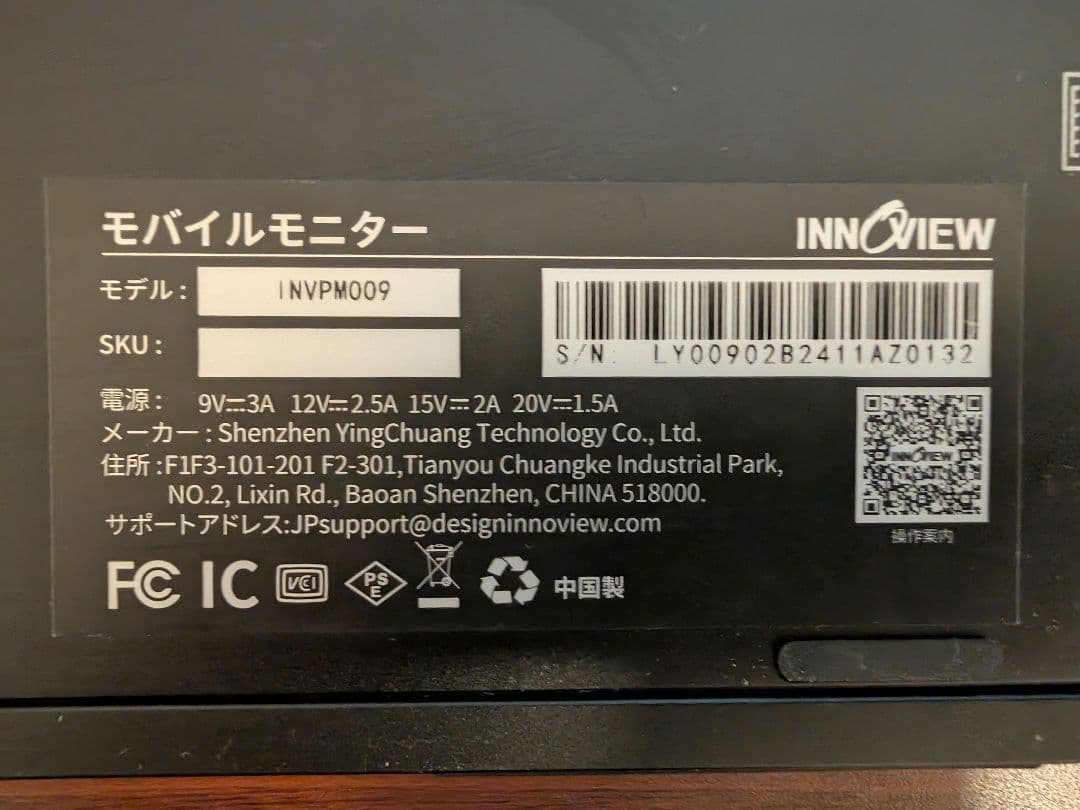 モバイルモニター
INNOVIEW
モデル: INVPM009
S/N: LY00902B2411AZ0132
SKU:
電源: 9V⎓3A 12V⎓2.5A 15V⎓2A 20V⎓1.5A
メーカー: Shenzhen YingChuang Technology Co., Ltd.
住所:F1F3-101-201 F2-301,Tianyou Chuangke Industrial Park,
NO.2, Lixin Rd., Baoan Shenzhen, CHINA 518000.
サポートアドレス:JPsupport@designinnoview.com
INNOVIEW
操作案内
FC IC VCI PSE 中国製